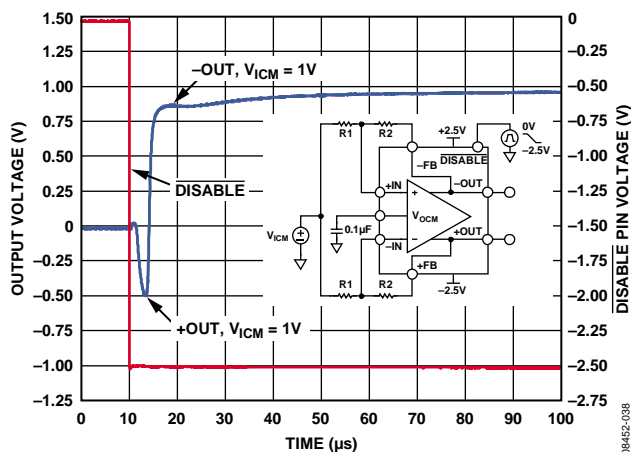 OUTPUT VOLTAGE (V)
1.50
1.25
1.00
0.75
0.50
0.25
0
–0.25
–0.50
–0.75
–1.00
–1.25
–OUT, VICM = 1V
DISABLE
+OUT, VICM = 1V
R1
R2
+2.5V
0V
–2.5V
–FB
DISABLE
+IN
–OUT
VOCM
0.1µF
VICM
–IN
+OUT
+FB
R1
R2
–2.5V
0
–0.25
–0.50
–0.75
–1.00
–1.25
–1.50
–1.75
–2.00
–2.25
–2.50
–2.75
DISABLE PIN VOLTAGE (V)
0
10
20
30
40
50
60
70
80
90
100
TIME (µs)
08452-038